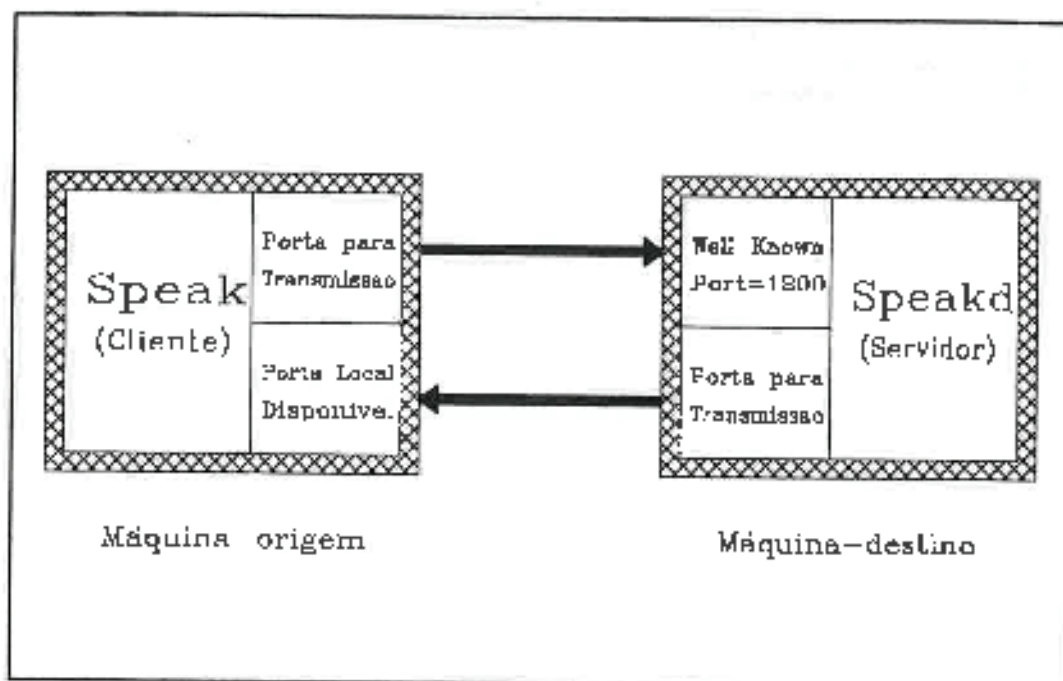 Speak
(Cliente)
Porta para
Transmissao
Porta Local
Disponivel
Well Known
Port=1800
Porta para
Transmissao
Speakd
(Servidor)
Máquina origem
Máquina-destino